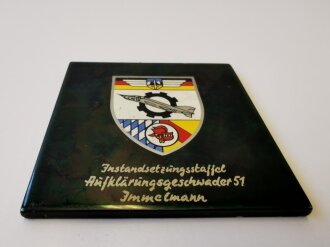 Instandsetzungsstaffel
Aufklärungsgeschwader 51
Immelmann